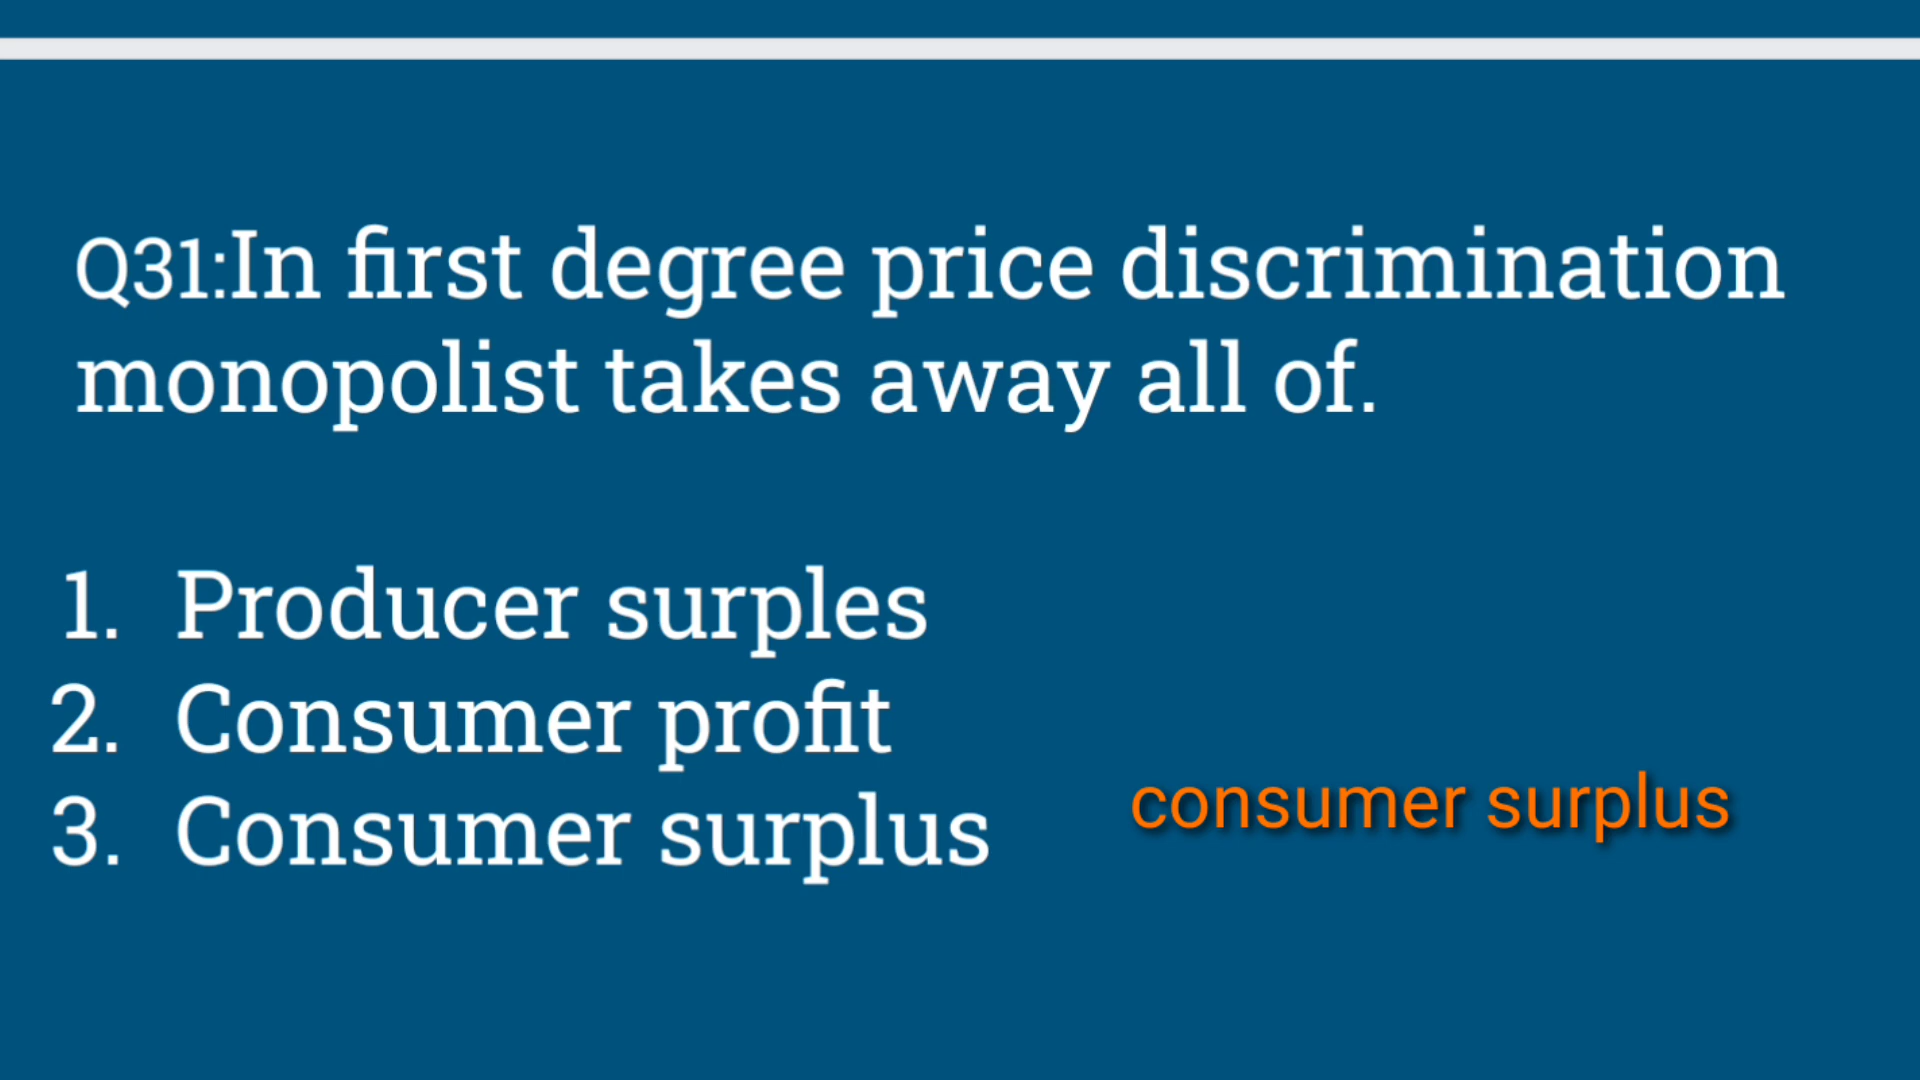 Q31:In first degree price discrimination
monopolist takes away all of.
1. Producer surples
2. Consumer profit
3. Consumer surplus
consumer surplus